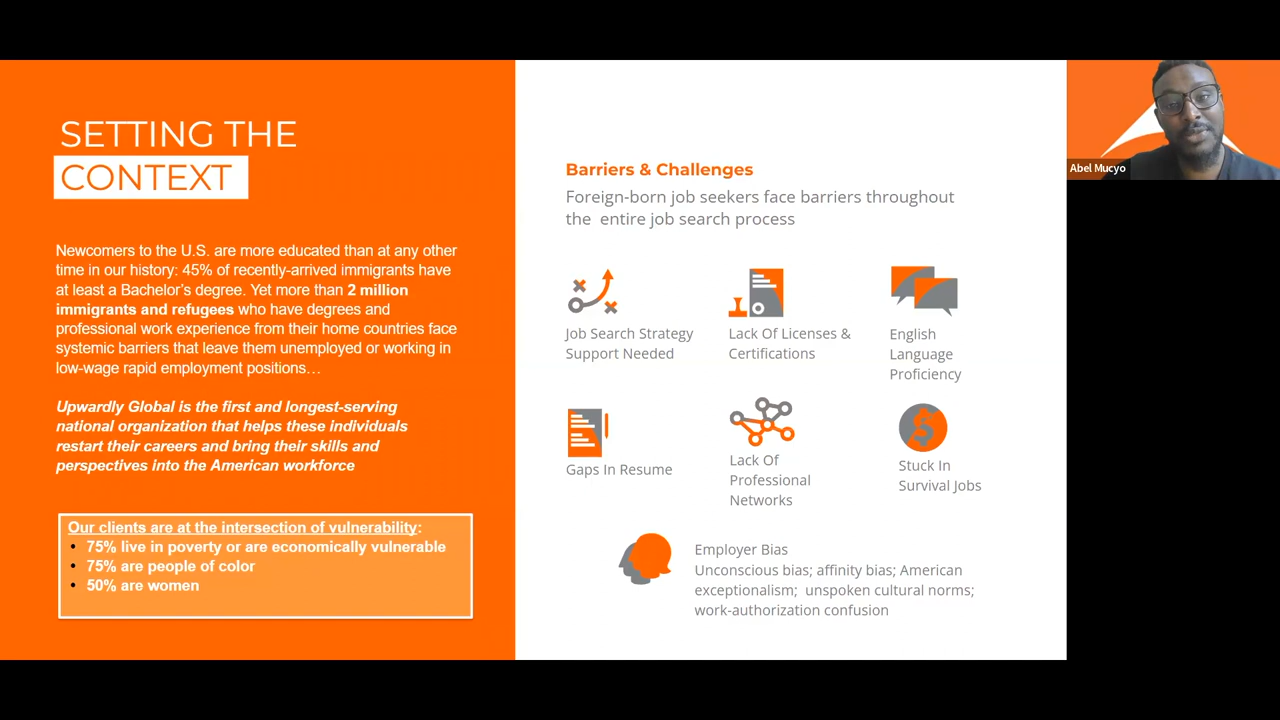 SETTING THE
CONTEXT
Newcomers to the U.S. are more educated than at any other
time in our history: 45% of recently-arrived immigrants have
at least a Bachelor’s degree. Yet more than 2 million
immigrants and refugees who have degrees and
professional work experience from their home countries face
systemic barriers that leave them unemployed or working in
low-wage rapid employment positions…
Upwardly Global is the first and longest-serving
national organization that helps these individuals
restart their careers and bring their skills and
perspectives into the American workforce
Our clients are at the intersection of vulnerability:
• 75% live in poverty or are economically vulnerable
• 75% are people of color
• 50% are women
Barriers & Challenges
Foreign-born job seekers face barriers throughout
the entire job search process
Job Search Strategy
Support Needed
Lack Of Licenses &
Certifications
English
Language
Proficiency
Gaps In Resume
Lack Of
Professional
Networks
Stuck In
Survival Jobs
Employer Bias
Unconscious bias; affinity bias; American
exceptionalism; unspoken cultural norms;
work-authorization confusion
Abel Mucyo